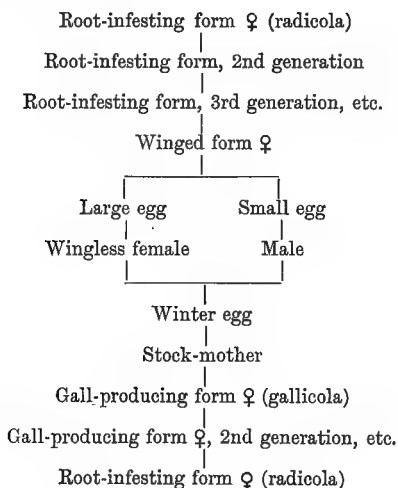 Root-infesting form ♀ (radicola)
Root-infesting form, 2nd generation
Root-infesting form, 3rd generation, etc.
Winged form ♀
Large egg Small egg
Wingless female Male
Winter egg
Stock-mother
Gall-producing form ♀ (gallicola)
Gall-producing form ♀, 2nd generation, etc.
Root-infesting form ♀ (radicola)